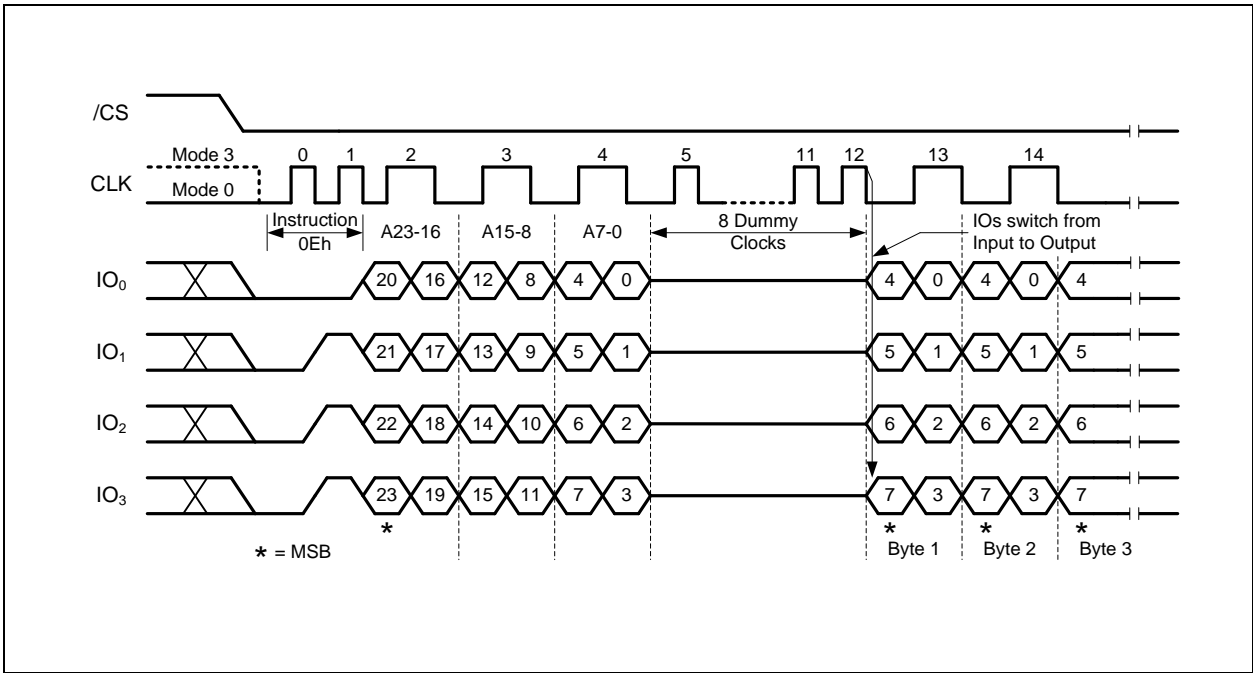 /CS
Mode 3 0 1 2 3 4 5 11 12 13 14
CLK Mode 0
Instruction 0Eh
A23-16 A15-8 A7-0
8 Dummy Clocks
IOs switch from
Input to Output
IO₀ 20 16 12 8 4 0 4 0 4 0 4
IO₁ 21 17 13 9 5 1 5 1 5 1 5
IO₂ 22 18 14 10 6 2 6 2 6 2 6
IO₃ 23 19 15 11 7 3 7 3 7 3 7
* * * *
* = MSB
Byte 1 Byte 2 Byte 3